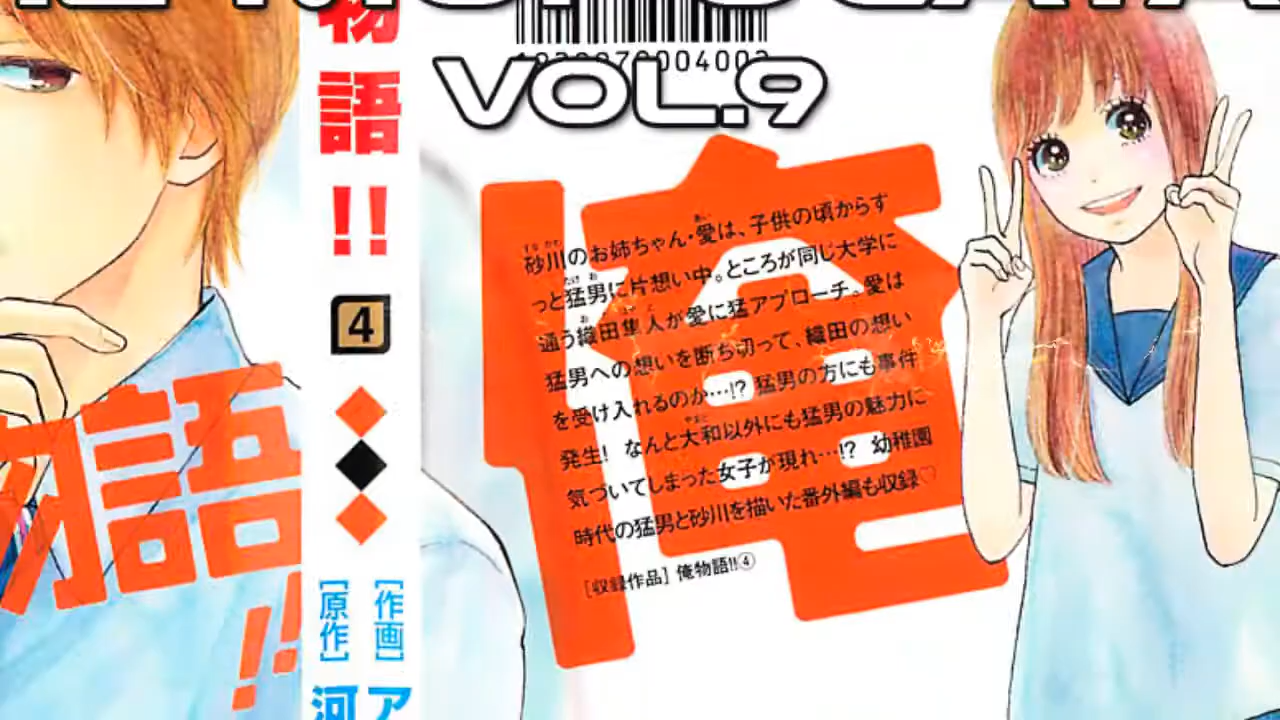 VOL.9
物
語
!!
4
[作画]
[原作]
ア
河
物語
!!
俺
砂川のお姉ちゃん・愛は、子供の頃からず
っと猛男に片想い中。ところが同じ大学に
通う織田隼人が愛に猛アプローチ。愛は
猛男への想いを断ち切って、織田の想い
を受け入れるのか…!? 猛男の方にも事件
発生! なんと大和以外にも猛男の魅力に
気づいてしまった女子が現れ…!? 幼稚園
時代の猛男と砂川を描いた番外編も収録♡
[収録作品] 俺物語!!④